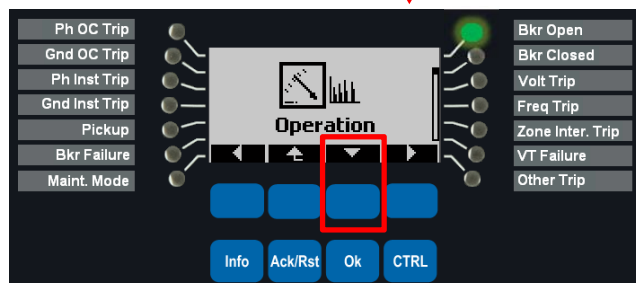 Ph OC Trip
Gnd OC Trip
Ph Inst Trip
Gnd Inst Trip
Pickup
Bkr Failure
Maint. Mode
Operation
Bkr Open
Bkr Closed
Volt Trip
Freq Trip
Zone Inter. Trip
VT Failure
Other Trip
Info Ack/Rst Ok CTRL